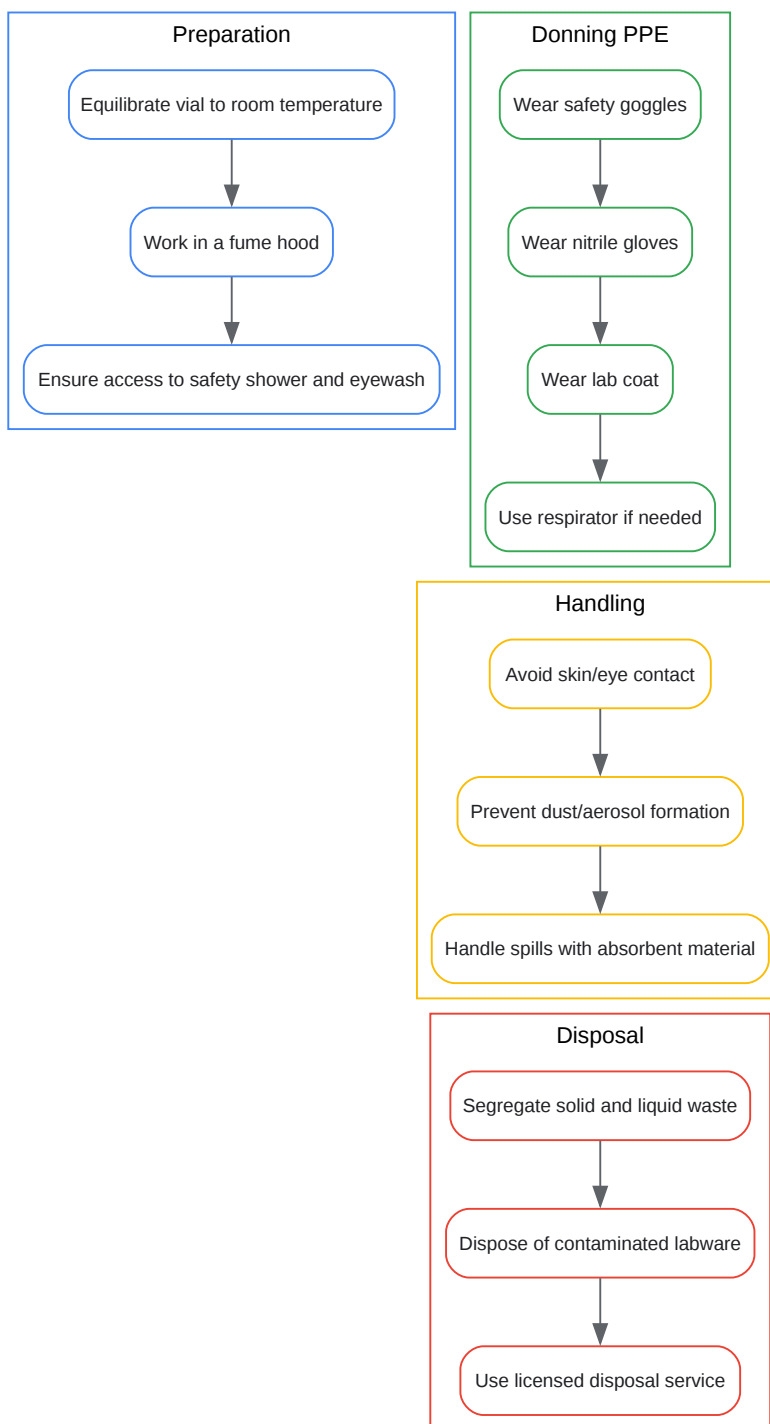 Preparation
Equilibrate vial to room temperature
Work in a fume hood
Ensure access to safety shower and eyewash
Donning PPE
Wear safety goggles
Wear nitrile gloves
Wear lab coat
Use respirator if needed
Handling
Avoid skin/eye contact
Prevent dust/aerosol formation
Handle spills with absorbent material
Disposal
Segregate solid and liquid waste
Dispose of contaminated labware
Use licensed disposal service